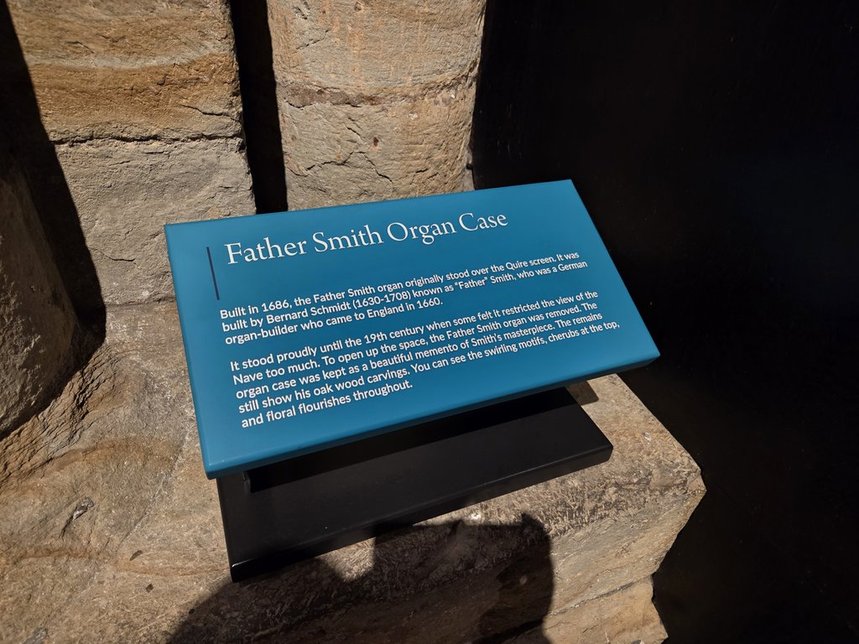 Father Smith Organ Case
Built in 1686, the Father Smith organ originally stood over the Quire screen. It was
built by Bernard Schmidt (1630-1708) known as "Father" Smith, who was a German
organ-builder who came to England in 1660.
It stood proudly until the 19th century when some felt it restricted the view of the
Nave too much. To open up the space, the Father Smith organ was removed. The
organ case was kept as a beautiful memento of Smith's masterpiece. The remains
still show his oak wood carvings. You can see the swirling motifs, cherubs at the top,
and floral flourishes throughout.